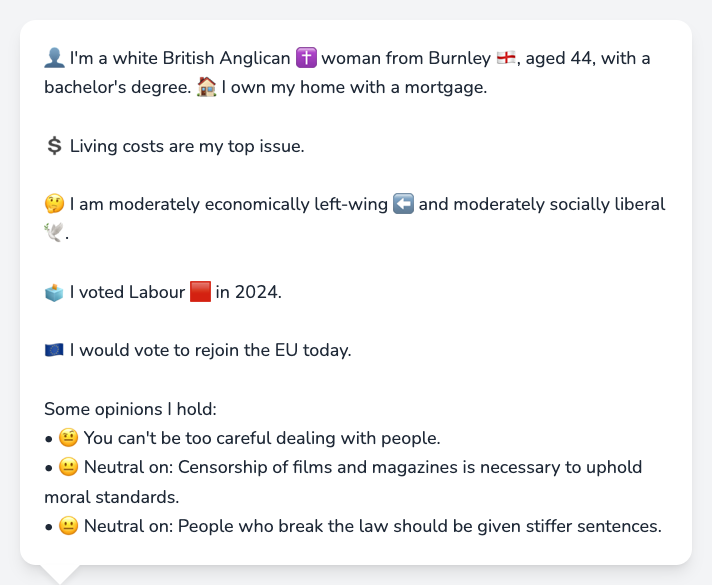 👤 I'm a white British Anglican ✝️ woman from Burnley 🏴󠁧󠁢󠁥󠁮󠁧󠁿, aged 44, with a
bachelor's degree. 🏠 I own my home with a mortgage.
💲 Living costs are my top issue.
🤔 I am moderately economically left-wing ⬅️ and moderately socially liberal
🕊️.
🗳️ I voted Labour 🟥 in 2024.
🇪🇺 I would vote to rejoin the EU today.
Some opinions I hold:
• 🤨 You can't be too careful dealing with people.
• 😐 Neutral on: Censorship of films and magazines is necessary to uphold
moral standards.
• 😐 Neutral on: People who break the law should be given stiffer sentences.